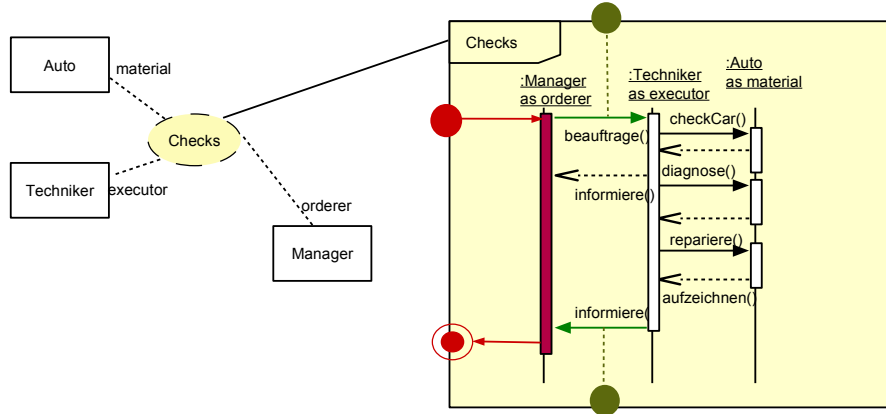 Auto
material
Checks
Techniker
executor
orderer
Manager
Checks
:Manager
as orderer
:Techniker
as executor
:Auto
as material
checkCar()
beauftrage()
diagnose()
informiere()
repariere()
aufzeichnen()
informiere(